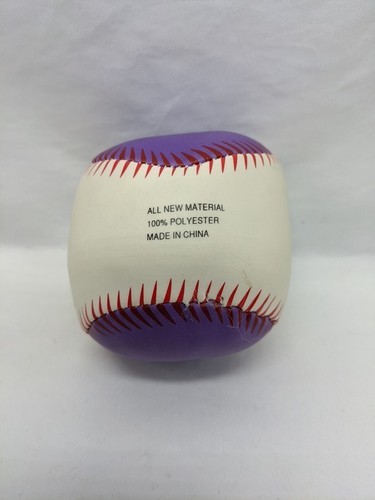 ALL NEW MATERIAL
100% POLYESTER
MADE IN CHINA